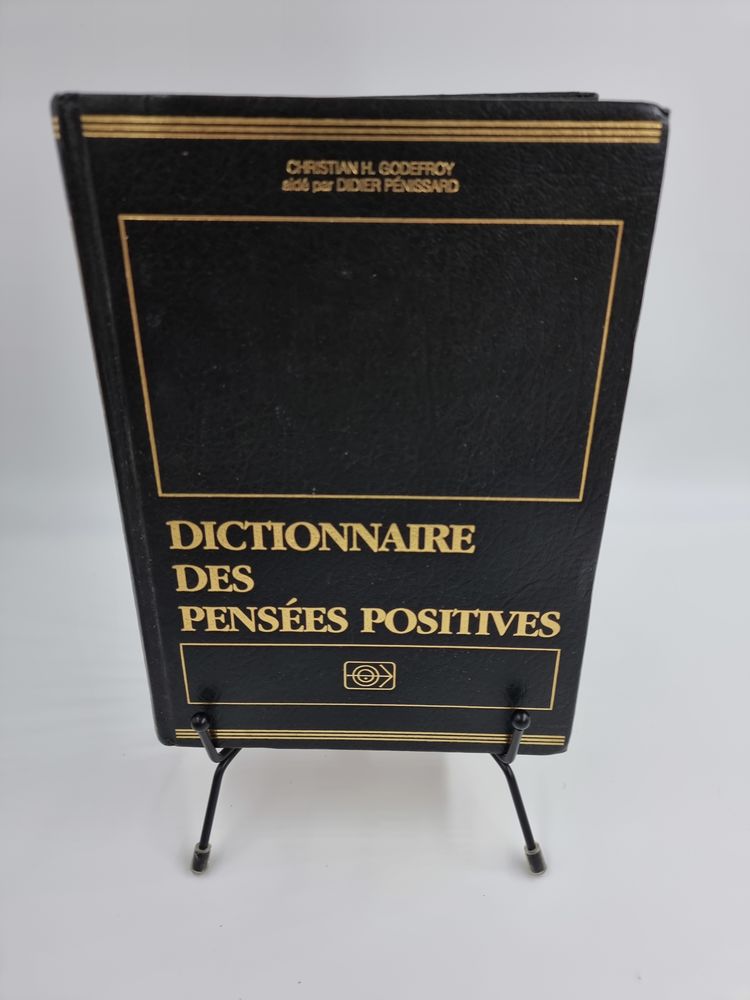 CHRISTIAN H. GODEFROY
aidé par DIDIER PÉNISSARD
DICTIONNAIRE
DES
PENSÉES POSITIVES